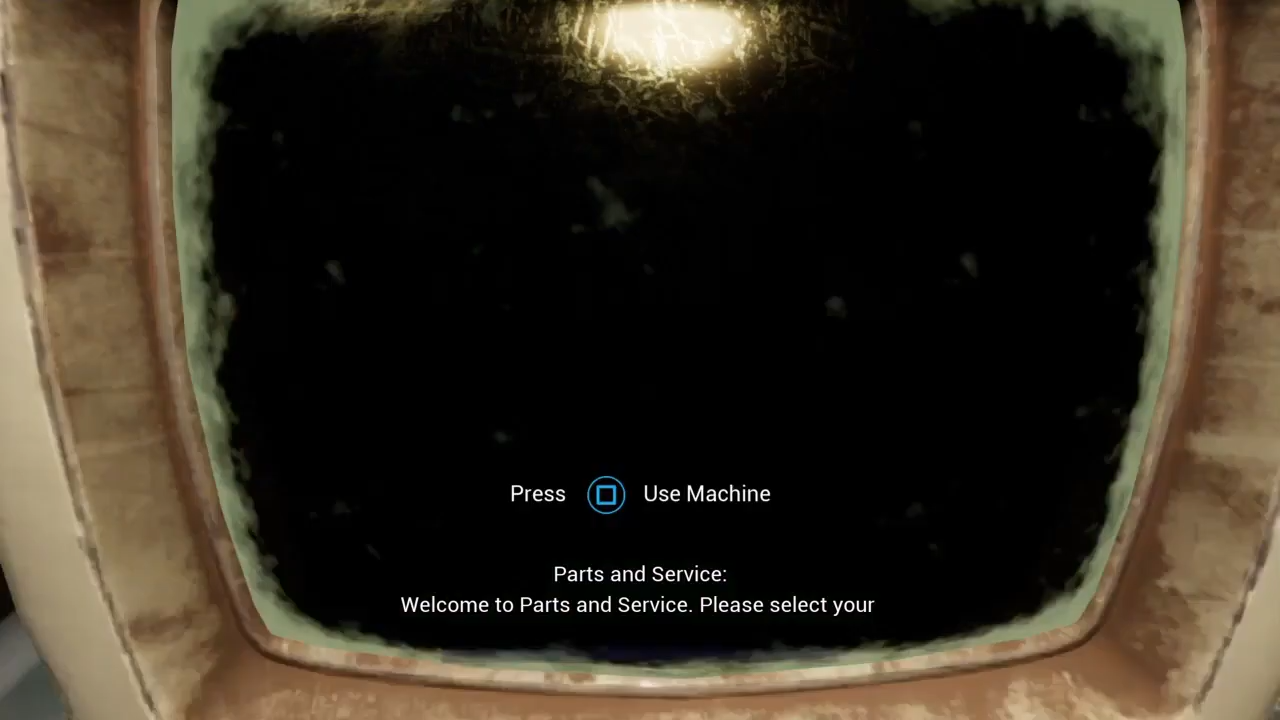 Press Use Machine
Parts and Service:
Welcome to Parts and Service. Please select your